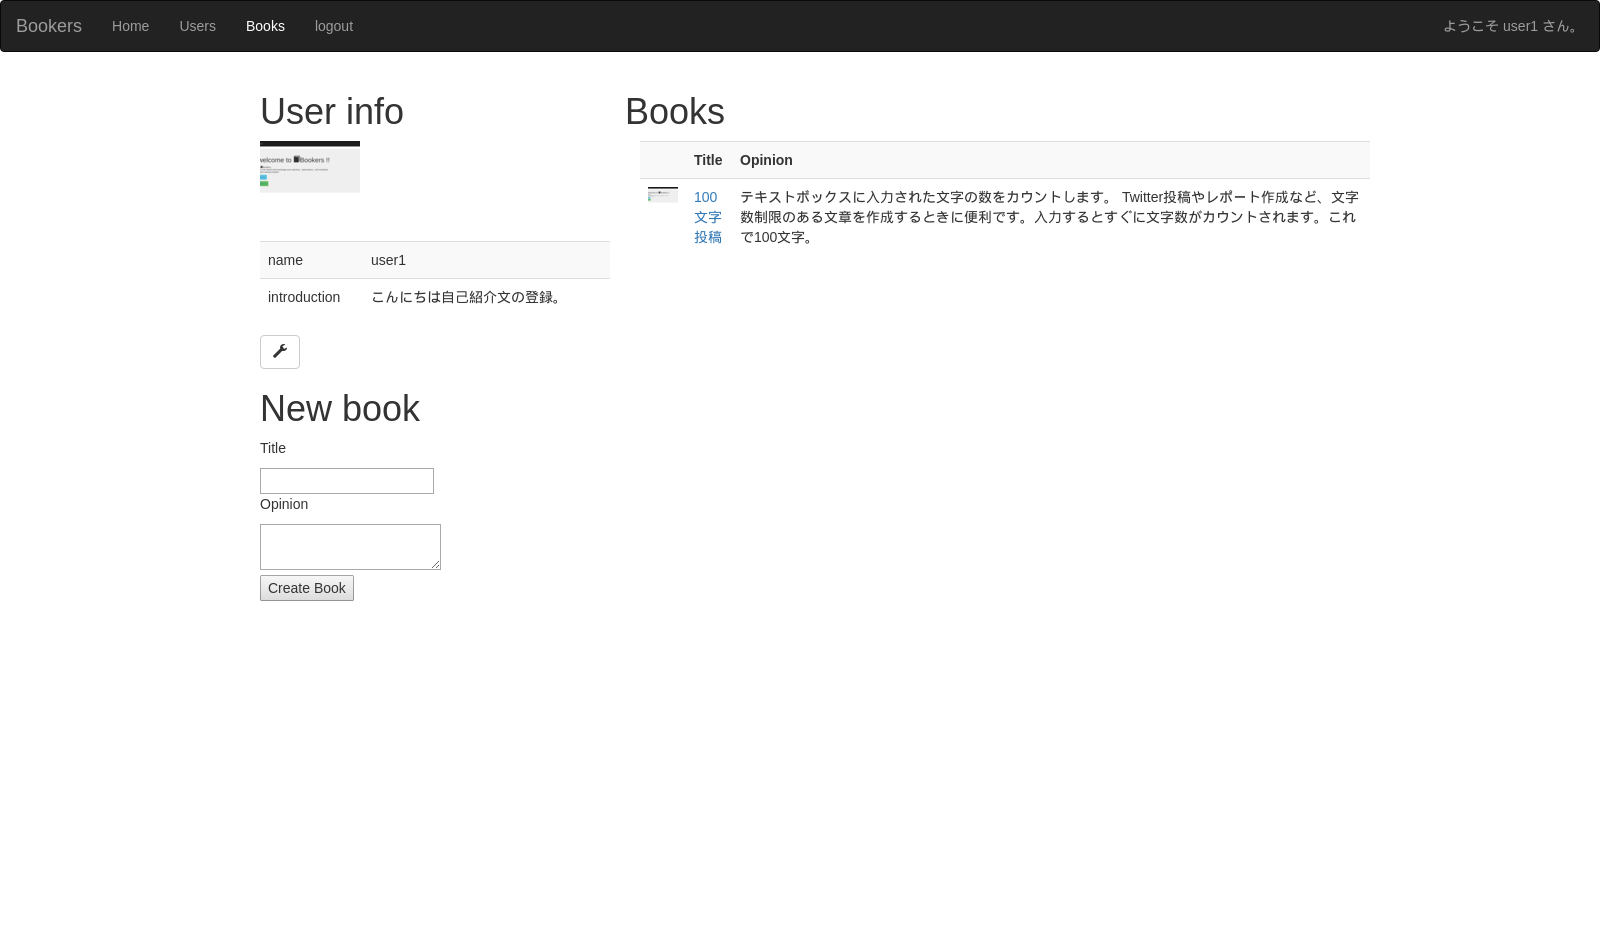 Bookers Home Users Books logout ようこそ user1 さん。
User info
welcome to Bookers !!
name user1
introduction こんにちは自己紹介文の登録。
New book
Title
Opinion
Create Book
Books
Title Opinion
100
文字
投稿
テキストボックスに入力された文字の数をカウントします。 Twitter投稿やレポート作成など、文字
数制限のある文章を作成するときに便利です。入力するとすぐに文字数がカウントされます。これ
で100文字。